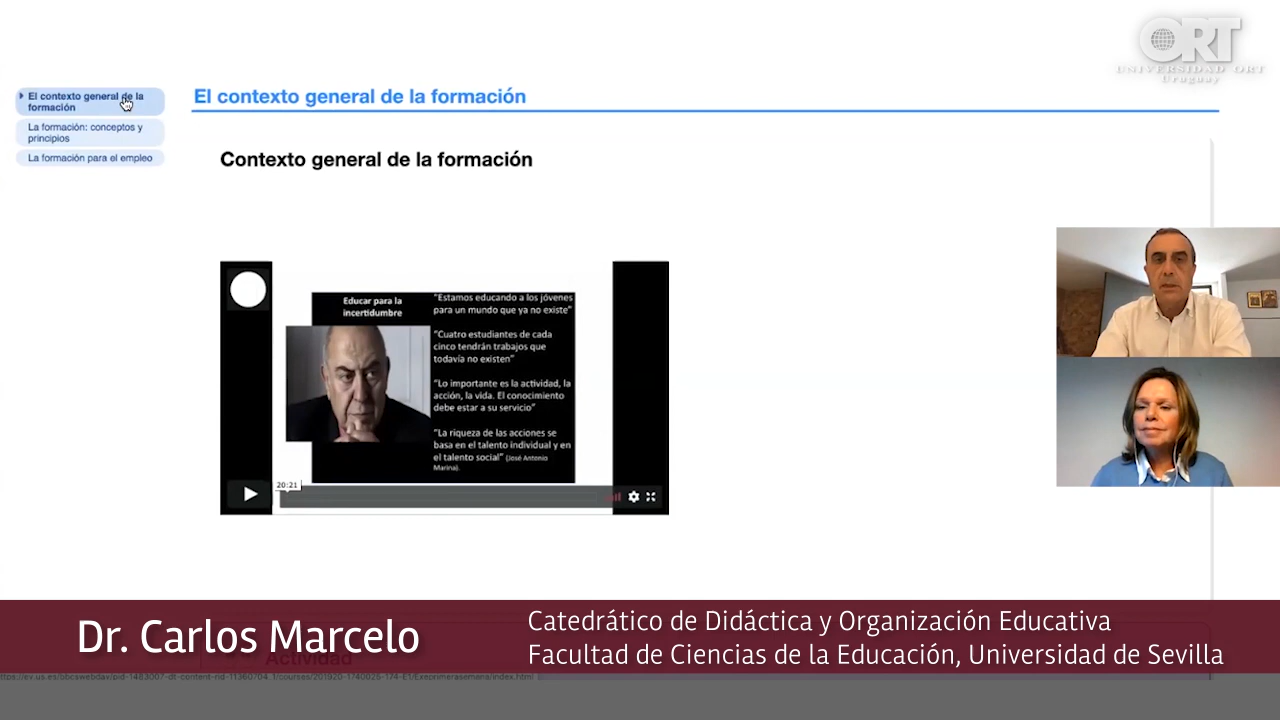 ORT
UNIVERSIDAD ORT
Uruguay
El contexto general de la
formación
La formación: conceptos y
principios
La formación para el empleo
El contexto general de la formación
Contexto general de la formación
Educar para la
incertidumbre
"Estamos educando a los jóvenes
para un mundo que ya no existe"
"Cuatro estudiantes de cada
cinco tendrán trabajos que
todavía no existen"
"Lo importante es la actividad, la
acción, la vida. El conocimiento
debe estar a su servicio"
"La riqueza de las acciones se
basa en el talento individual y en
el talento social" (José Antonio
Marina).
20:21
Dr. Carlos Marcelo
Catedrático de Didáctica y Organización Educativa
Facultad de Ciencias de la Educación, Universidad de Sevilla
Actividad